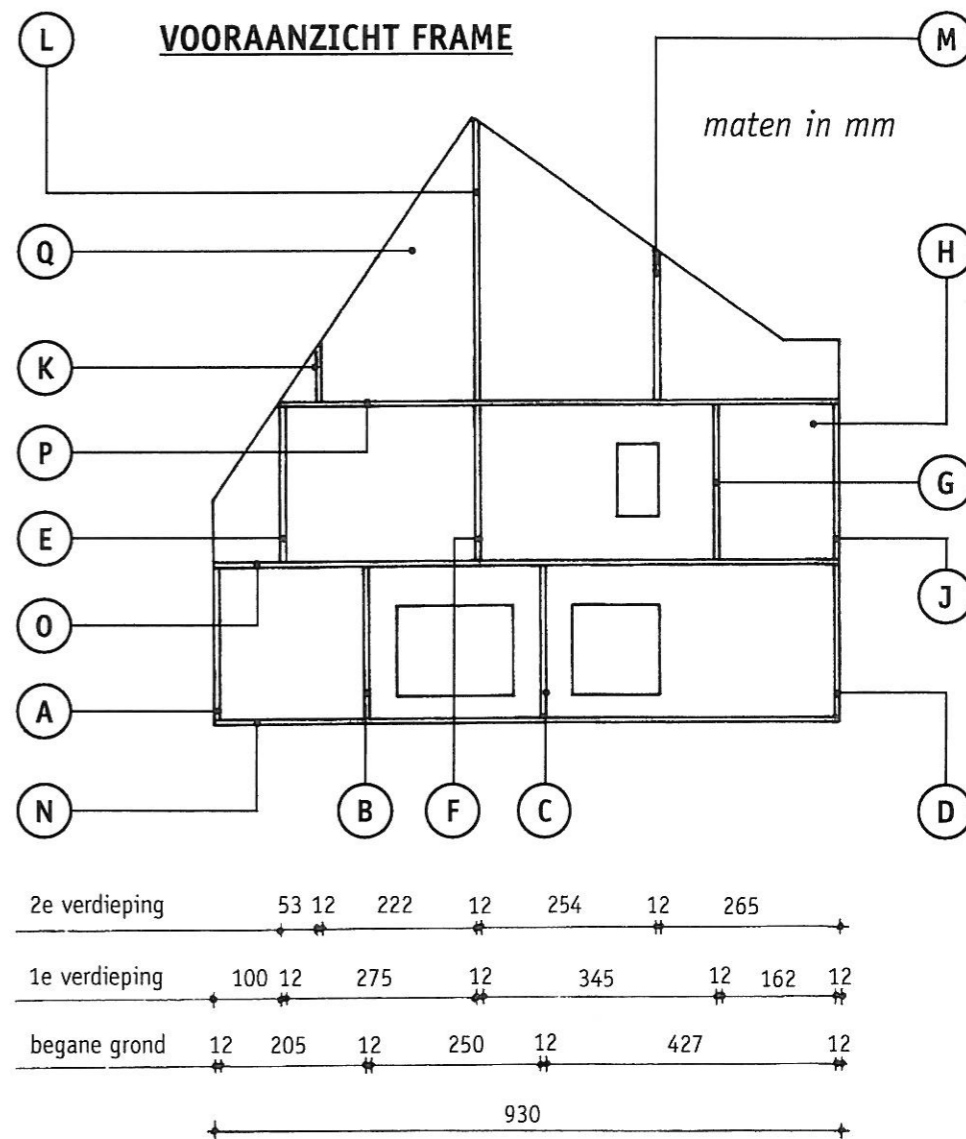 L VOORAANZICHT FRAME M
maten in mm
Q H
K
P
G
E
J
O
A
N B F C D
2e verdieping 53 12 222 12 254 12 265
1e verdieping 100 12 275 12 345 12 162 12
begane grond 12 205 12 250 12 427 12
930